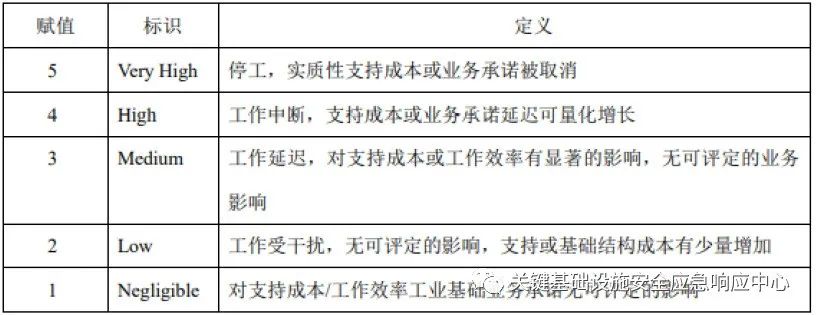 赋值 标识 定义
5 Very High 停工，实质性支持成本或业务承诺被取消
4 High 工作中断，支持成本或业务承诺延迟可量化增长
3 Medium 工作延迟，对支持成本或工作效率有显著的影响，无可评定的业务
影响
2 Low 工作受干扰，无可评定的影响，支持或基础结构成本有少量增加
1 Negligible 对支持成本/工作效率工业基础业务承诺无可评定的影响
关键基础设施安全应急响应中心